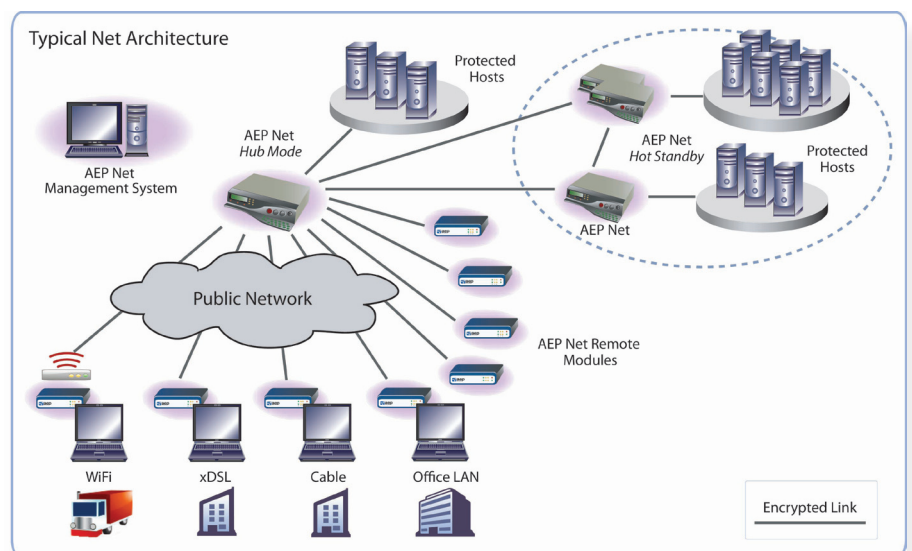 Typical Net Architecture
Protected
Hosts
AEP Net
Hub Mode
AEP Net
Management System
AEP Net
Hot Standby
Protected
Hosts
AEP Net
Public Network
AEP Net Remote
Modules
WiFi
xDSL
Cable
Office LAN
Encrypted Link